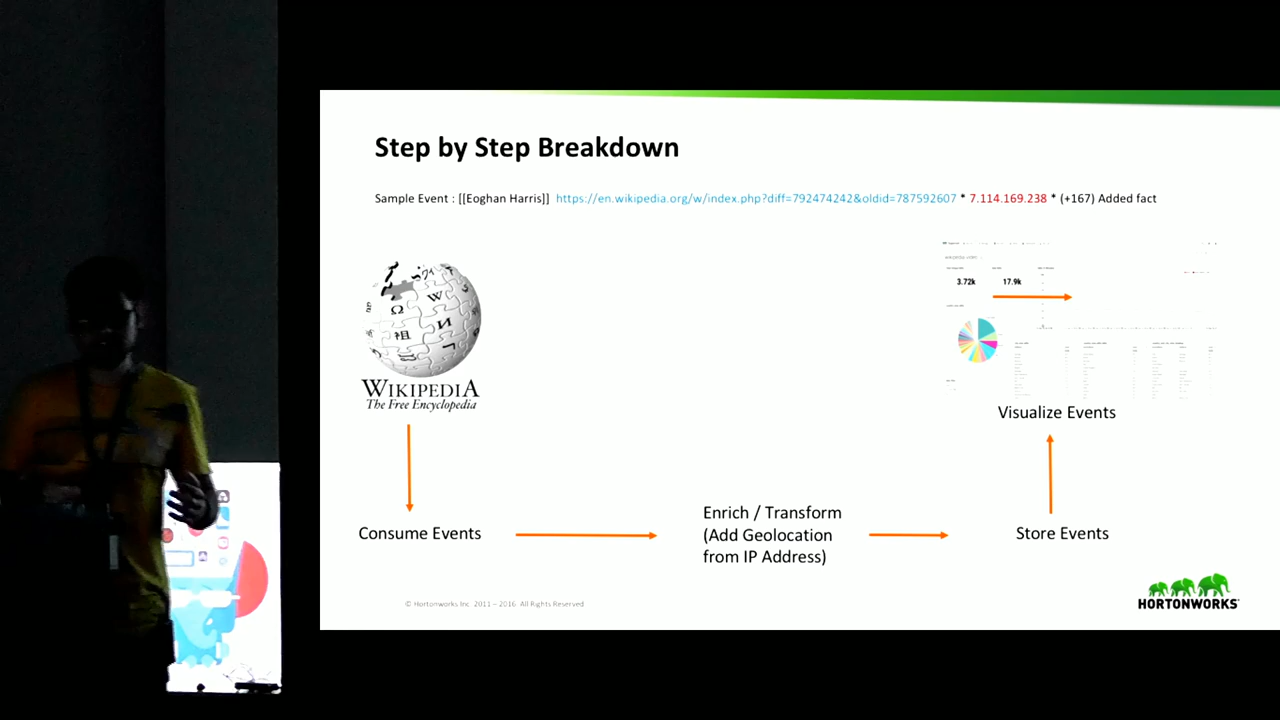 Step by Step Breakdown
Sample Event : [[Eoghan Harris]] https://en.wikipedia.org/w/index.php?diff=792474242&oldid=787592607 * 7.114.169.238 * (+167) Added fact
WIKIPEDIA
The Free Encyclopedia
3.72k 17.9k
Visualize Events
Consume Events
Enrich / Transform
(Add Geolocation
from IP Address)
Store Events
© Hortonworks Inc. 2011 – 2016. All Rights Reserved
HORTONWORKS